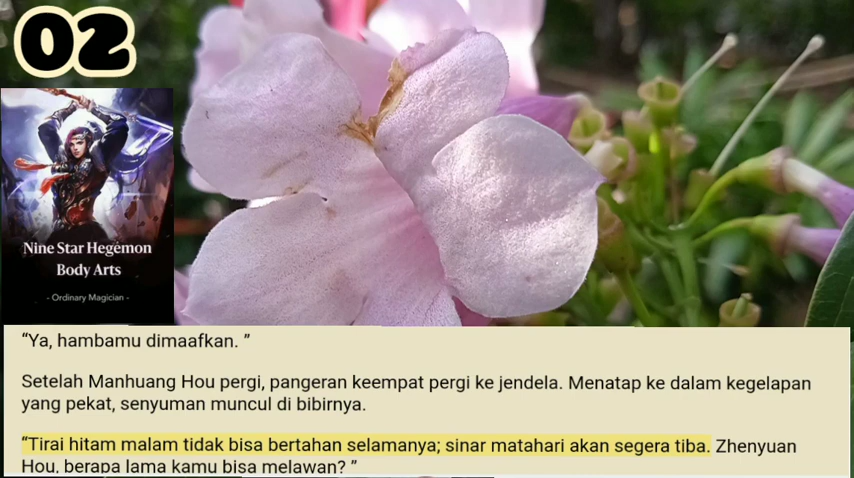 02
Nine Star Hegemon
Body Arts
- Ordinary Magician -
“Ya, hambamu dimaafkan. ”
Setelah Manhuang Hou pergi, pangeran keempat pergi ke jendela. Menatap ke dalam kegelapan
yang pekat, senyuman muncul di bibirnya.
“Tirai hitam malam tidak bisa bertahan selamanya; sinar matahari akan segera tiba. Zhenyuan
Hou, berapa lama kamu bisa melawan? ”